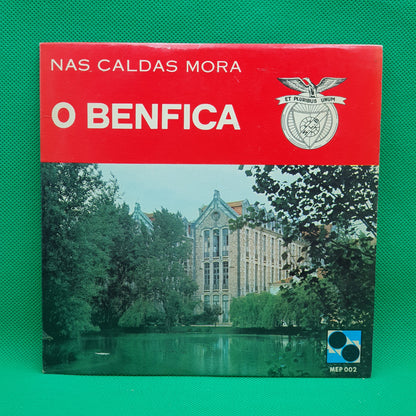 NAS CALDAS MORA
O BENFICA
ET PLURIBUS UNUM
MEP 002